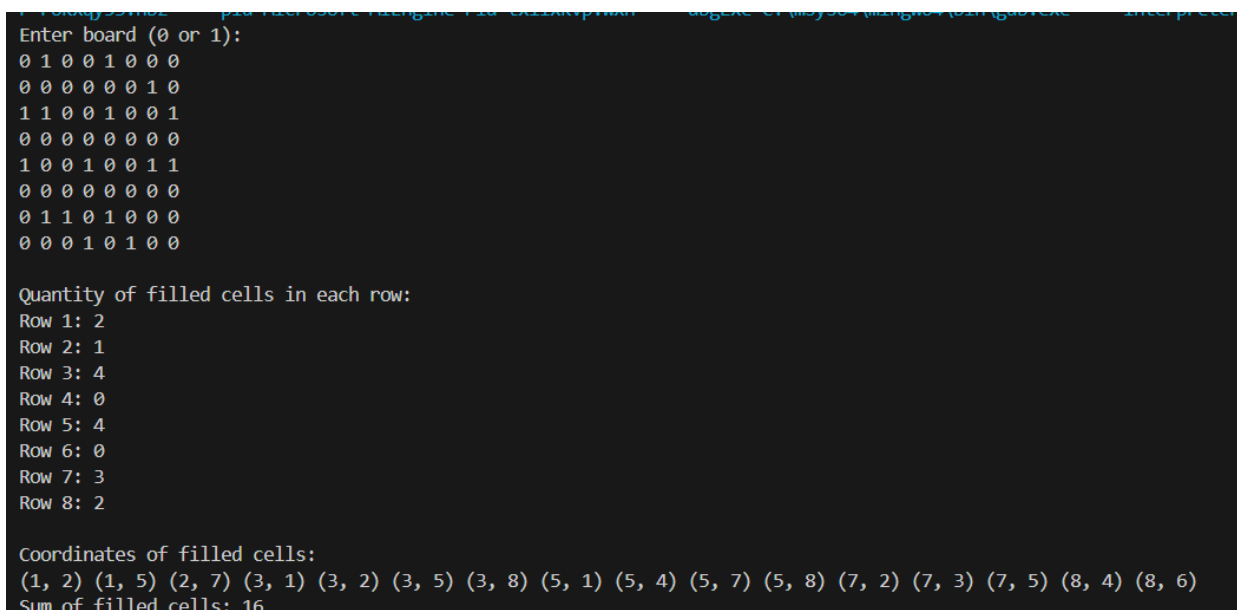 Enter board (0 or 1):
0 1 0 0 1 0 0 0
0 0 0 0 0 0 1 0
1 1 0 0 1 0 0 1
0 0 0 0 0 0 0 0
1 0 0 1 0 0 1 1
0 0 0 0 0 0 0 0
0 1 1 0 1 0 0 0
0 0 0 1 0 1 0 0
Quantity of filled cells in each row:
Row 1: 2
Row 2: 1
Row 3: 4
Row 4: 0
Row 5: 4
Row 6: 0
Row 7: 3
Row 8: 2
Coordinates of filled cells:
(1, 2) (1, 5) (2, 7) (3, 1) (3, 2) (3, 5) (3, 8) (5, 1) (5, 4) (5, 7) (5, 8) (7, 2) (7, 3) (7, 5) (8, 4) (8, 6)
Sum of filled cells: 16